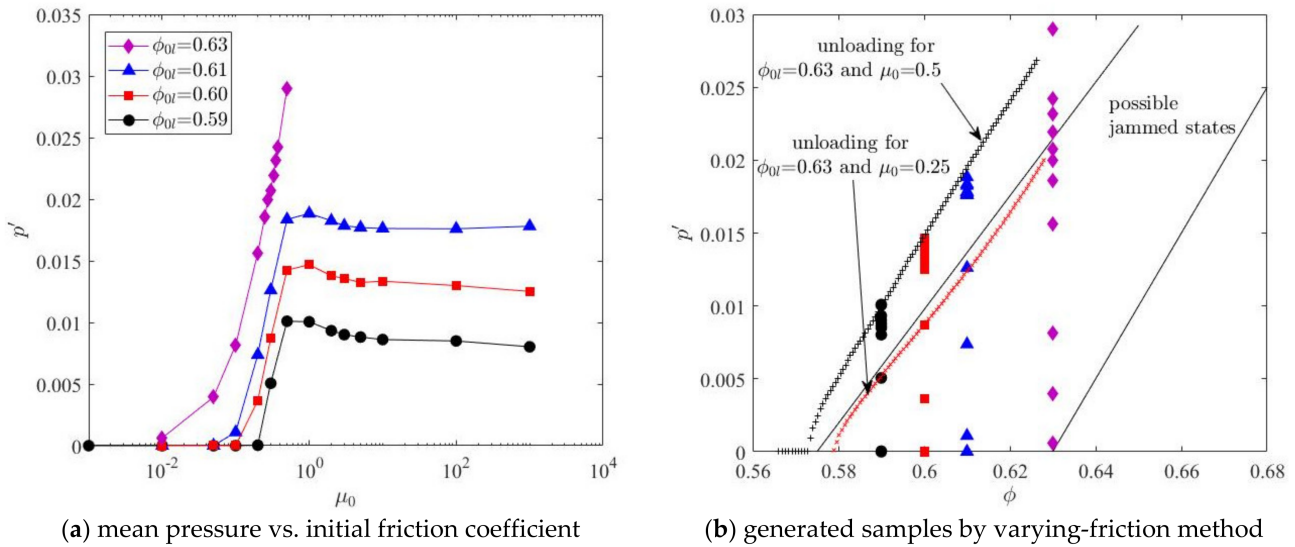 0.035
0.03
0.025
0.02
0.015
0.01
0.005
0
p′
10^-2
10^0
10^2
10^4
μ0
ϕ0l=0.63
ϕ0l=0.61
ϕ0l=0.60
ϕ0l=0.59
(a) mean pressure vs. initial friction coefficient
0.03
0.025
0.02
0.015
0.01
0.005
0
p′
0.56
0.58
0.6
0.62
0.64
0.66
0.68
ϕ
unloading for
ϕ0l=0.63 and μ0=0.5
unloading for
ϕ0l=0.63 and μ0=0.25
possible
jammed states
(b) generated samples by varying-friction method